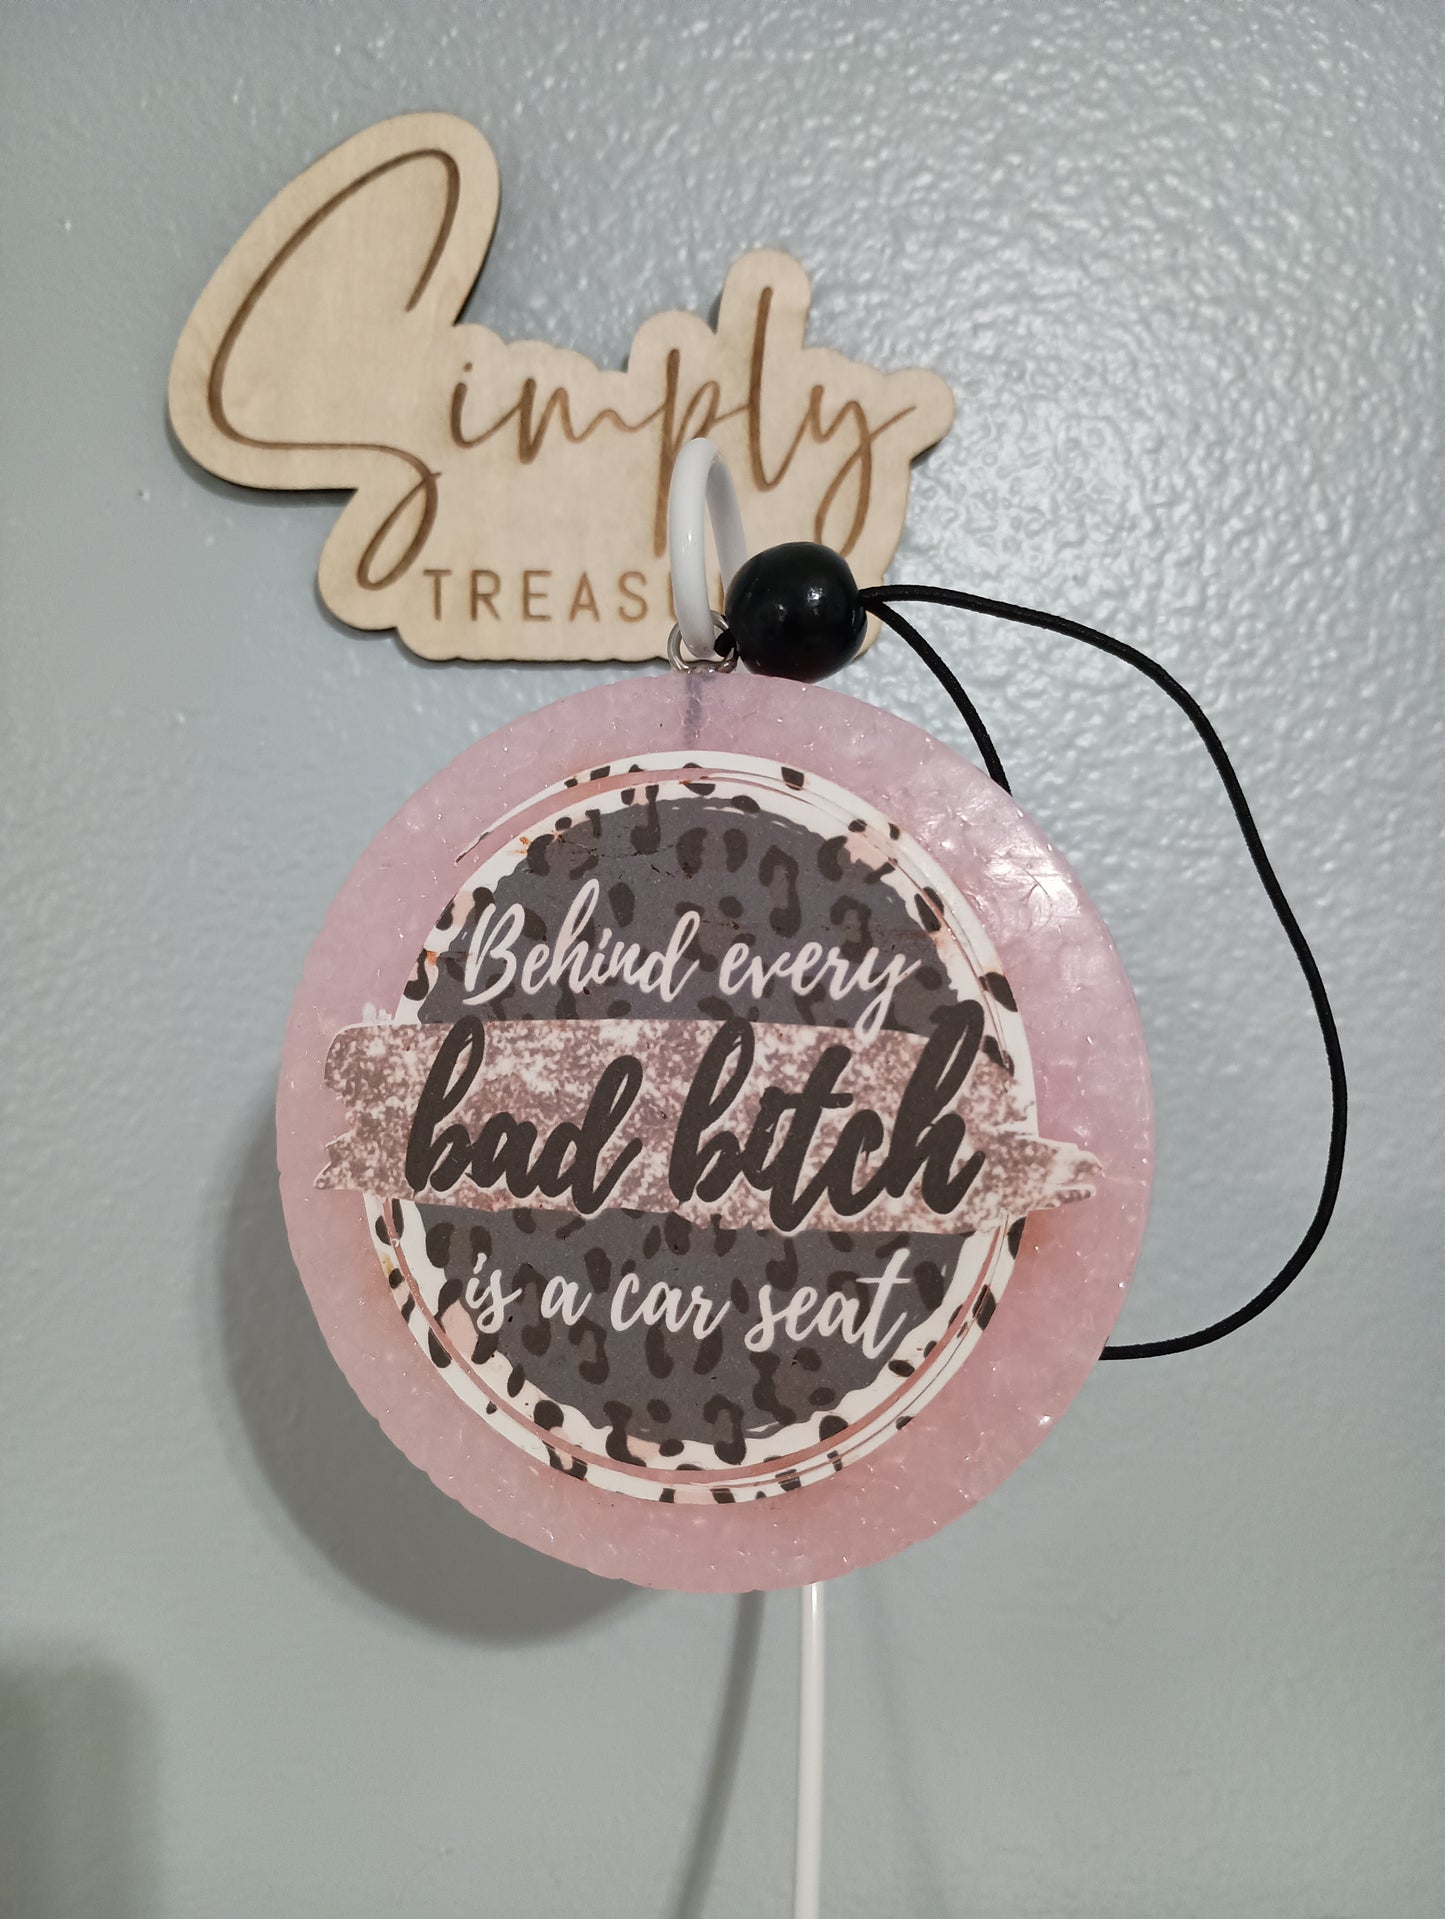 Simply
TREAS
Behind every
bad bitch
is a car seat